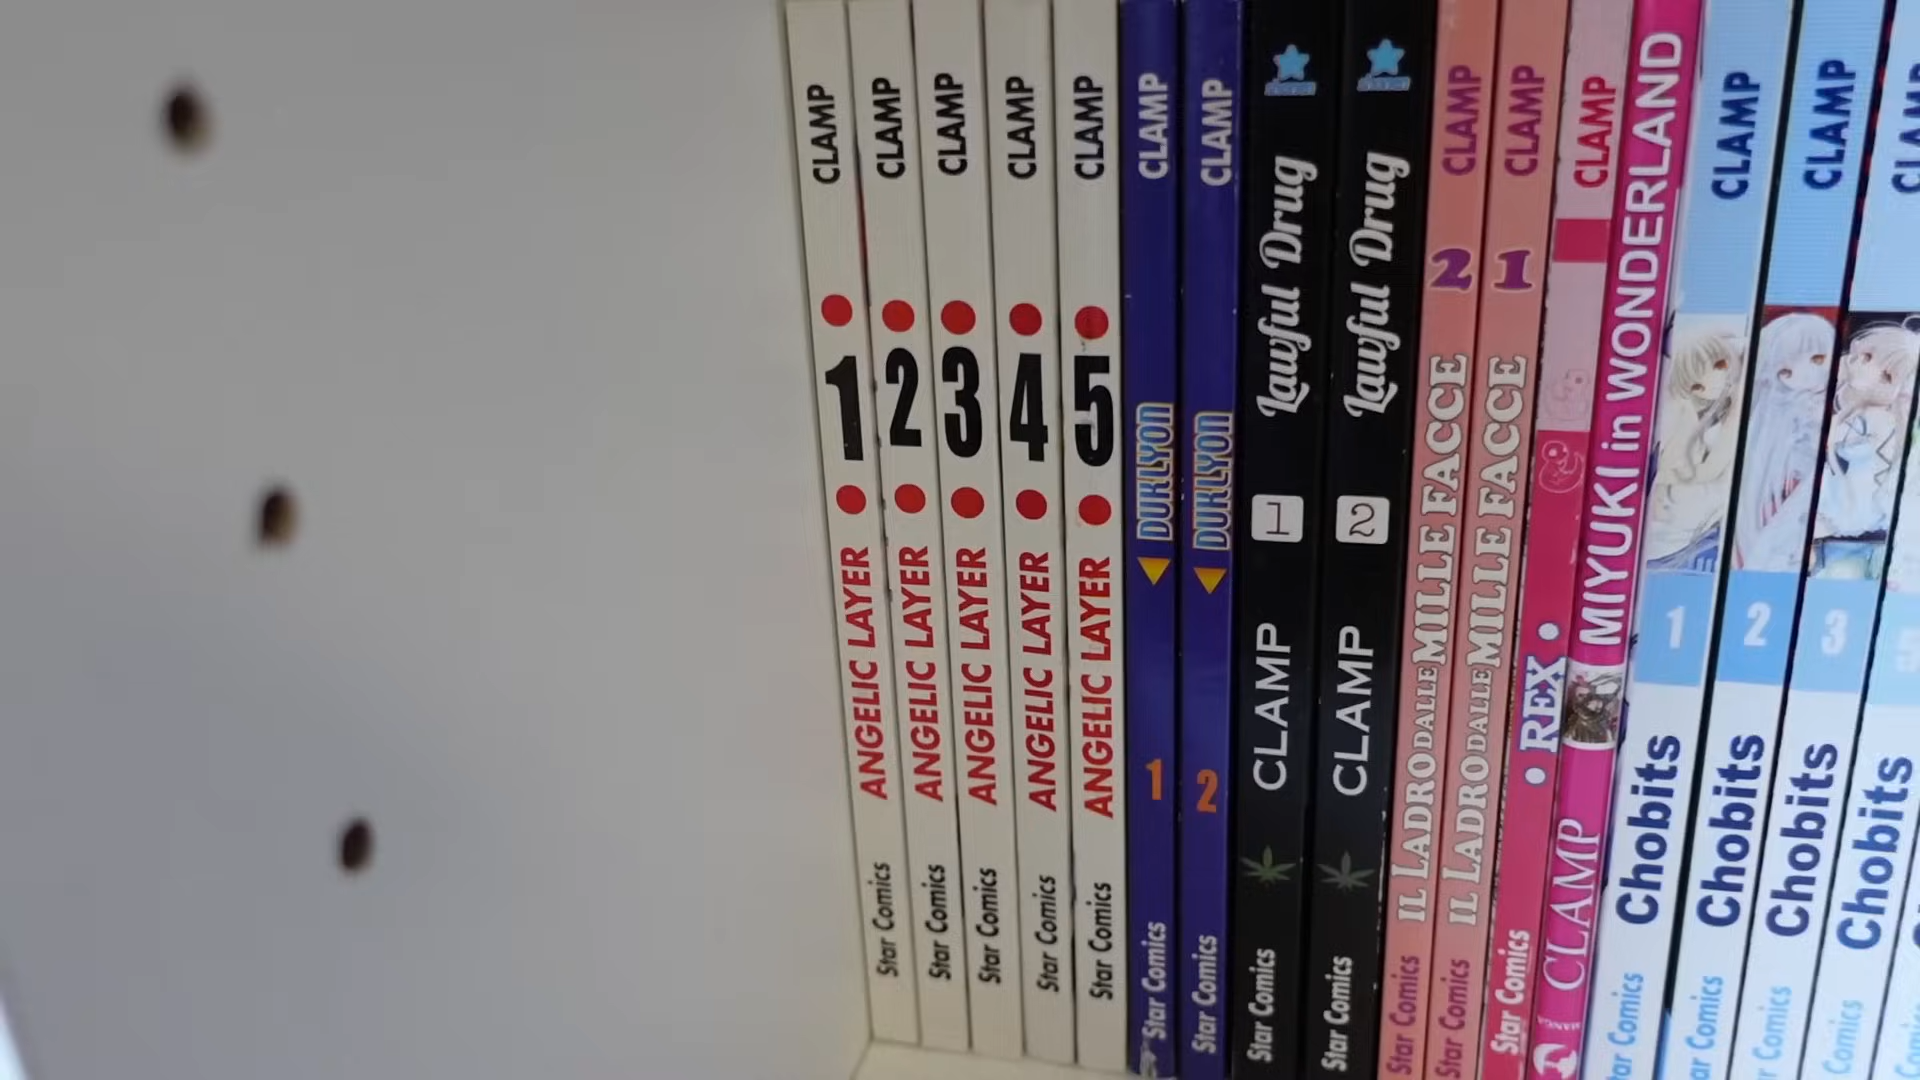 CLAMP 1 ANGELIC LAYER Star Comics
CLAMP 2 ANGELIC LAYER Star Comics
CLAMP 3 ANGELIC LAYER Star Comics
CLAMP 4 ANGELIC LAYER Star Comics
CLAMP 5 ANGELIC LAYER Star Comics
CLAMP DUKLYON 1 Star Comics
CLAMP DUKLYON 2 Star Comics
Lawful Drug 1 CLAMP Star Comics
Lawful Drug 2 CLAMP Star Comics
CLAMP 2 IL LADRO DALLE MILLE FACCE Star Comics
CLAMP 1 IL LADRO DALLE MILLE FACCE Star Comics
CLAMP REX Star Comics
MIYUKI in WONDERLAND CLAMP MANGA
CLAMP 1 Chobits Star Comics
CLAMP 2 Chobits Star Comics
CLAMP 3 Chobits Comics
CLAMP Chobits Comics